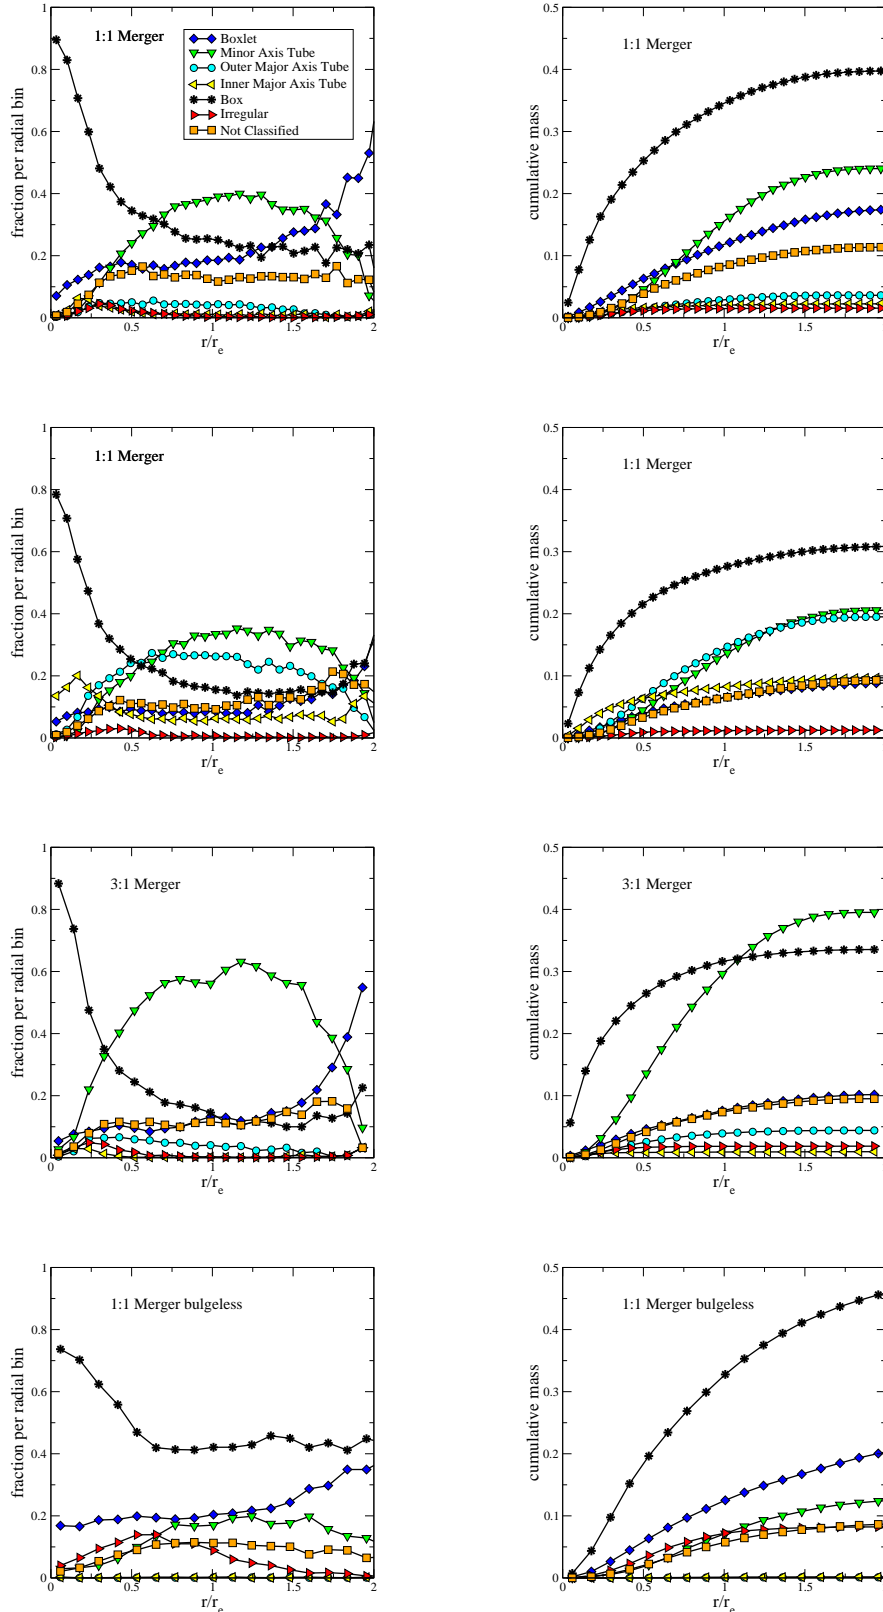 1:1 Merger
Boxlet
Minor Axis Tube
Outer Major Axis Tube
Inner Major Axis Tube
Box
Irregular
Not Classified
fraction per radial bin
1
0.8
0.6
0.4
0.2
0
0 0.5 1 1.5 2
r/re
1:1 Merger
cumulative mass
0.5
0.4
0.3
0.2
0.1
0
0 0.5 1 1.5
r/re
1:1 Merger
fraction per radial bin
1
0.8
0.6
0.4
0.2
0
0 0.5 1 1.5 2
r/re
1:1 Merger
cumulative mass
0.5
0.4
0.3
0.2
0.1
0
0 0.5 1 1.5
r/re
3:1 Merger
fraction per radial bin
1
0.8
0.6
0.4
0.2
0
0 0.5 1 1.5 2
r/re
3:1 Merger
cumulative mass
0.5
0.4
0.3
0.2
0.1
0
0 0.5 1 1.5
r/re
1:1 Merger bulgeless
fraction per radial bin
1
0.8
0.6
0.4
0.2
0
0 0.5 1 1.5 2
r/re
1:1 Merger bulgeless
cumulative mass
0.5
0.4
0.3
0.2
0.1
0
0 0.5 1 1.5
r/re